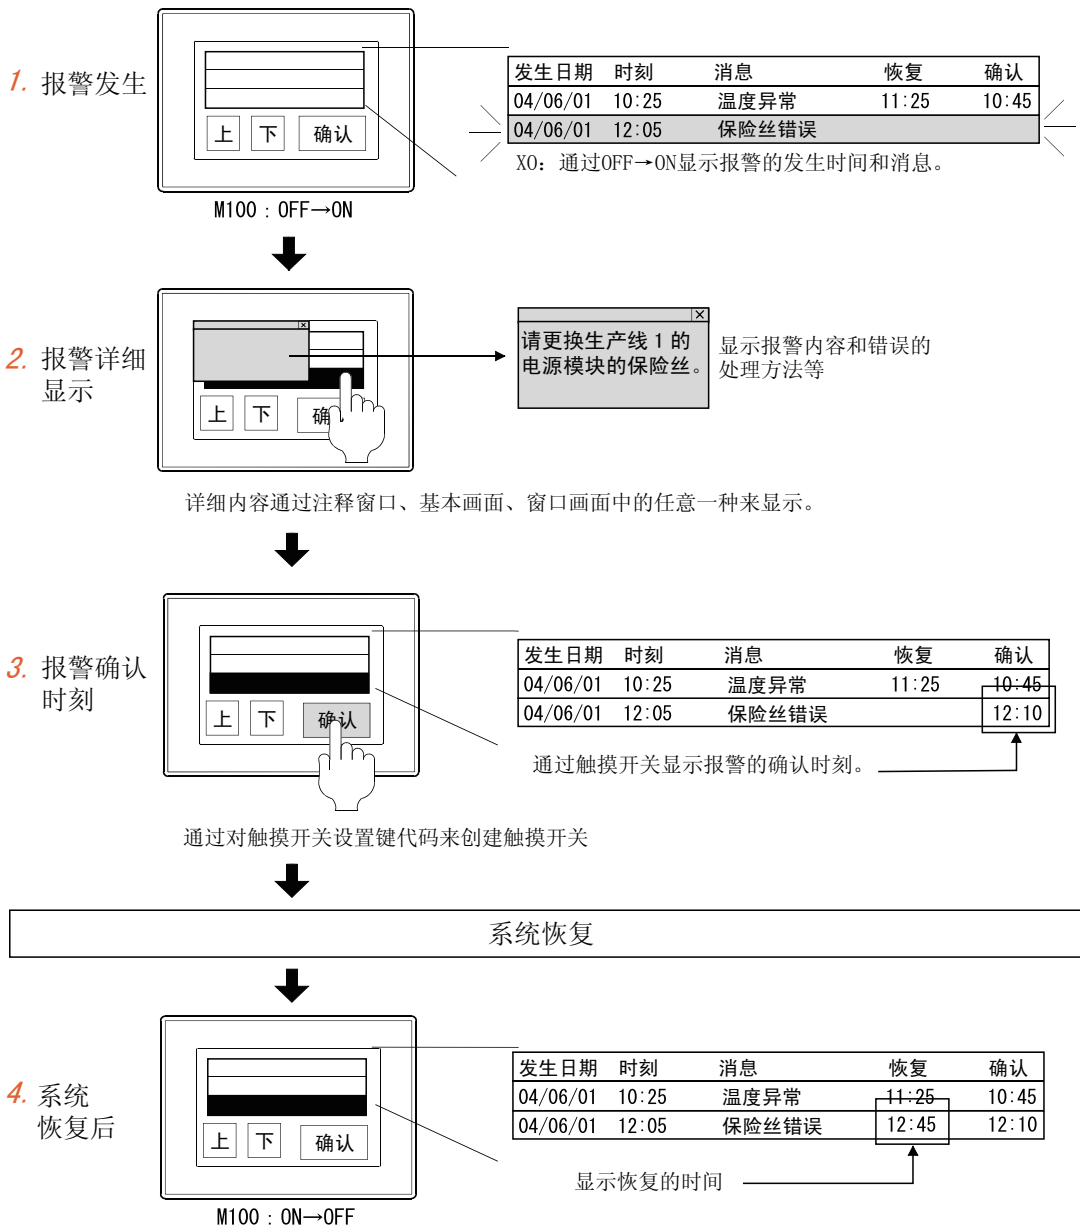 1. 报警发生
上 下 确认
M100：OFF→ON
发生日期 时刻 消息 恢复 确认
04/06/01 10:25 温度异常 11:25 10:45
04/06/01 12:05 保险丝错误
X0：通过OFF→ON显示报警的发生时间和消息。
2. 报警详细
显示
×
上 下 确
×
请更换生产线1的
电源模块的保险丝。
显示报警内容和错误的
处理方法等
详细内容通过注释窗口、基本画面、窗口画面中的任意一种来显示。
3. 报警确认
时刻
上 下 确认
发生日期 时刻 消息 恢复 确认
04/06/01 10:25 温度异常 11:25 10:45
04/06/01 12:05 保险丝错误 12:10
通过触摸开关显示报警的确认时刻。
通过对触摸开关设置键代码来创建触摸开关
系统恢复
4. 系统
恢复后
上 下 确认
M100：ON→OFF
发生日期 时刻 消息 恢复 确认
04/06/01 10:25 温度异常 11:25 10:45
04/06/01 12:05 保险丝错误 12:45 12:10
显示恢复的时间